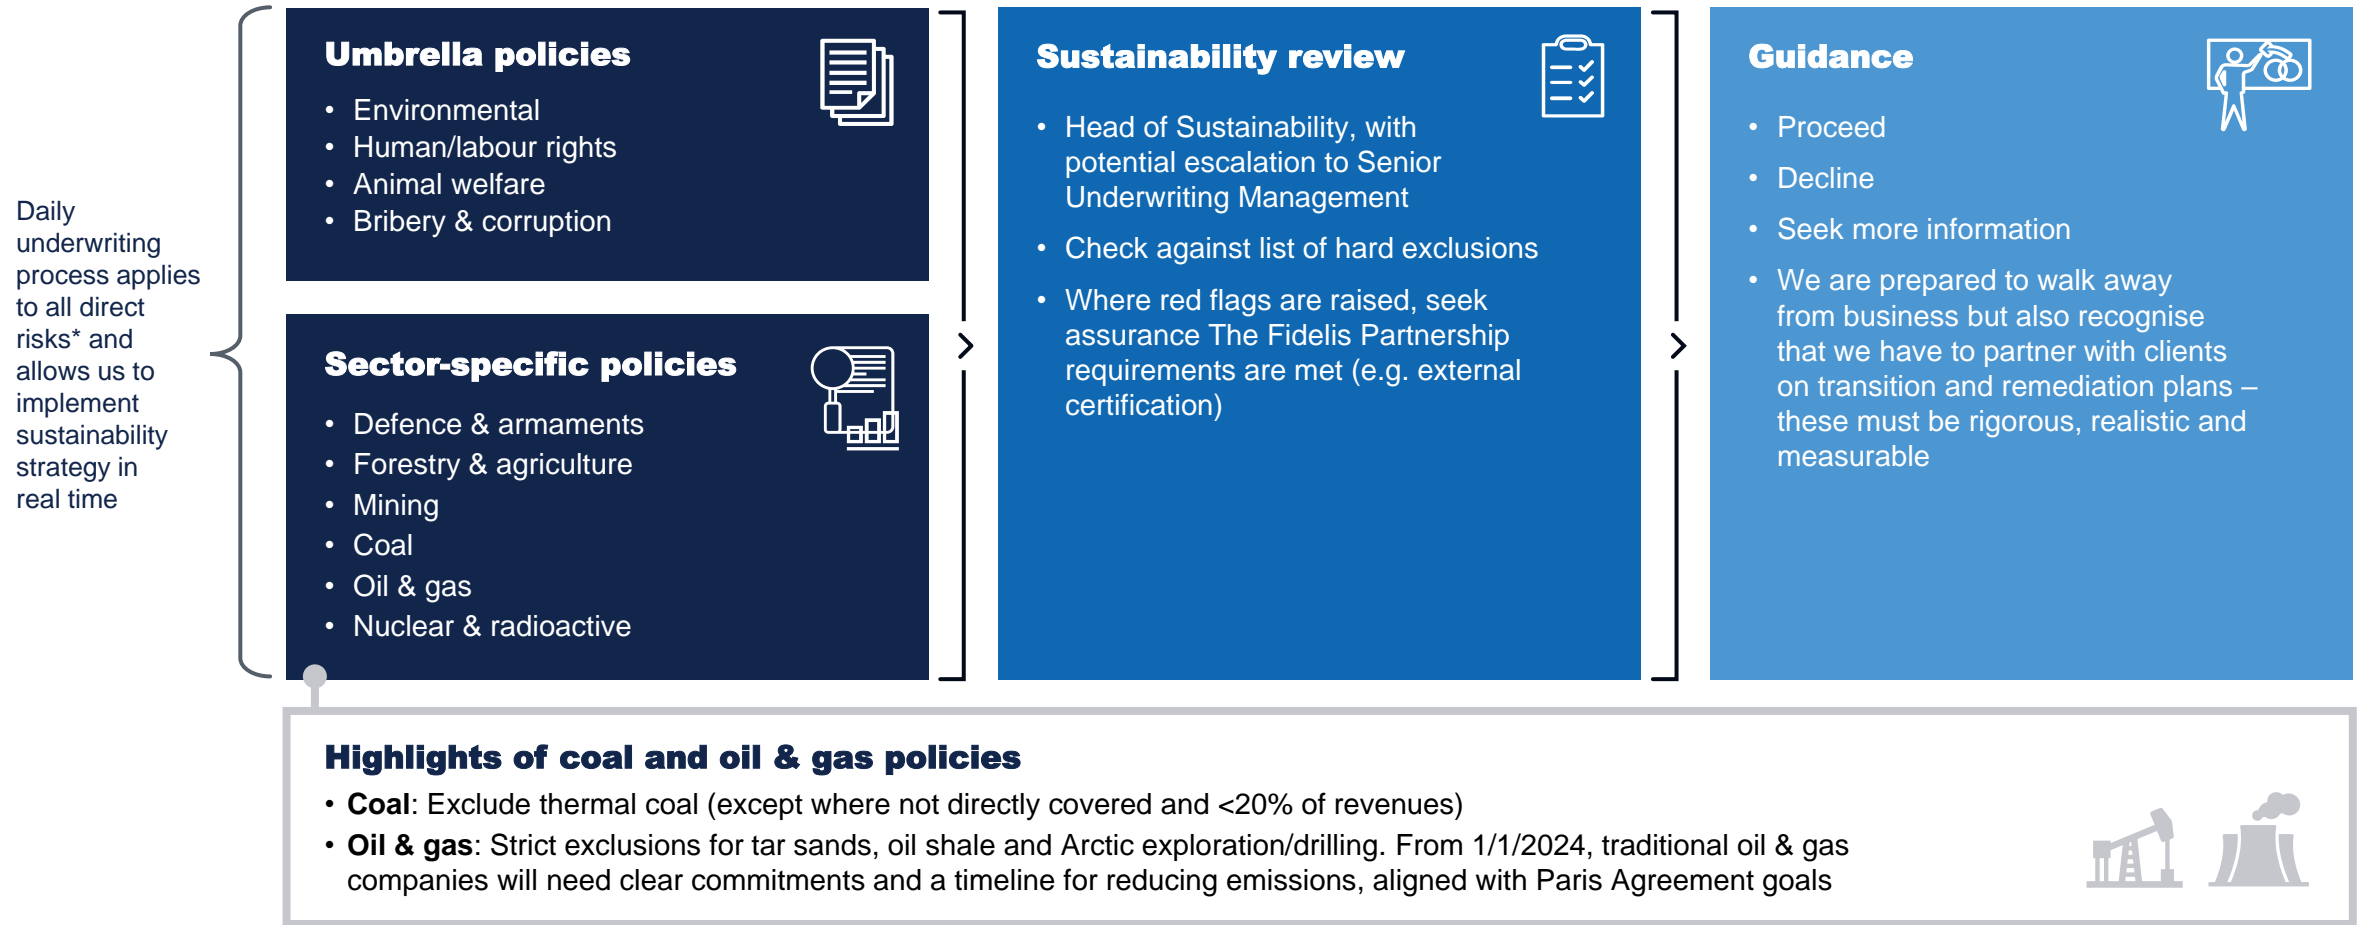 Daily
underwriting
process applies
to all direct
risks* and
allows us to
implement
sustainability
strategy in
real time
Umbrella policies
• Environmental
• Human/labour rights
• Animal welfare
• Bribery & corruption
Sector-specific policies
• Defence & armaments
• Forestry & agriculture
• Mining
• Coal
• Oil & gas
• Nuclear & radioactive
Sustainability review
• Head of Sustainability, with
potential escalation to Senior
Underwriting Management
• Check against list of hard exclusions
• Where red flags are raised, seek
assurance The Fidelis Partnership
requirements are met (e.g. external
certification)
Guidance
• Proceed
• Decline
• Seek more information
• We are prepared to walk away
from business but also recognise
that we have to partner with clients
on transition and remediation plans –
these must be rigorous, realistic and
measurable
Highlights of coal and oil & gas policies
• Coal: Exclude thermal coal (except where not directly covered and <20% of revenues)
• Oil & gas: Strict exclusions for tar sands, oil shale and Arctic exploration/drilling. From 1/1/2024, traditional oil & gas
companies will need clear commitments and a timeline for reducing emissions, aligned with Paris Agreement goals